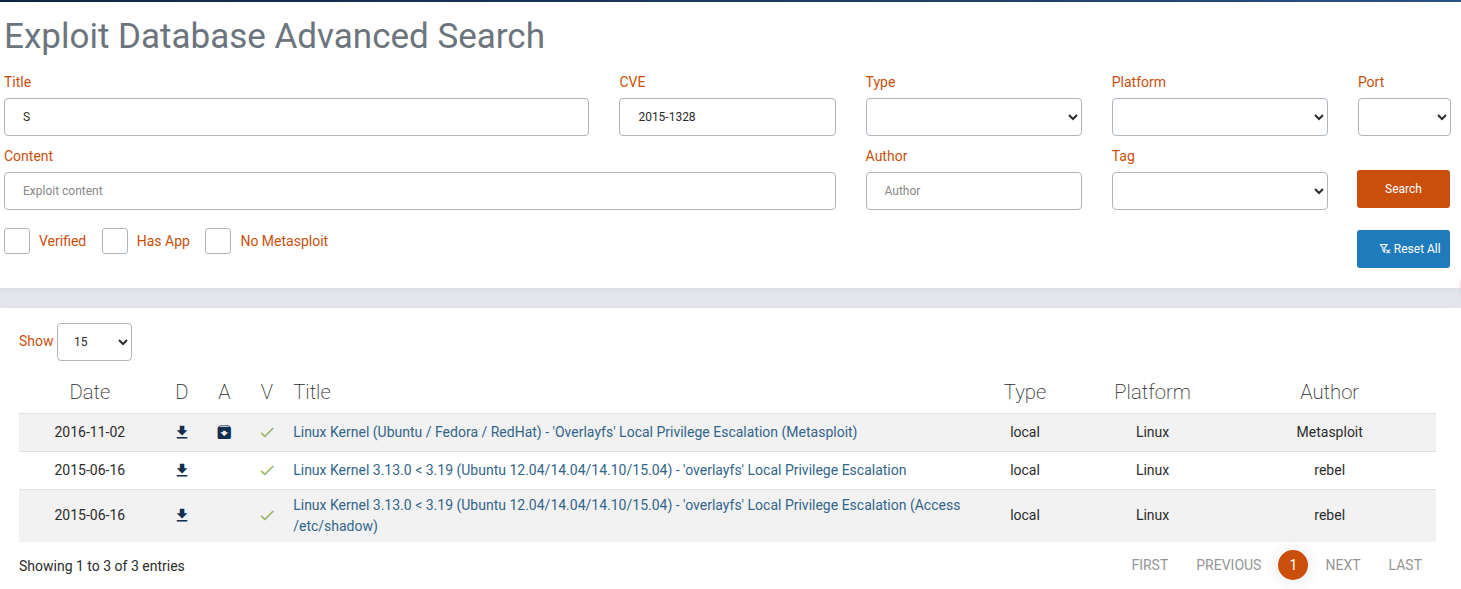 Exploit Database Advanced Search
Title CVE Type Platform Port
S 2015-1328
Content Author Tag
Exploit content Author Search
Verified Has App No Metasploit Reset All
Show 15
Date D A V Title Type Platform Author
2016-11-02 Linux Kernel (Ubuntu / Fedora / RedHat) - 'Overlayfs' Local Privilege Escalation (Metasploit) local Linux Metasploit
2015-06-16 Linux Kernel 3.13.0 < 3.19 (Ubuntu 12.04/14.04/14.10/15.04) - 'overlayfs' Local Privilege Escalation local Linux rebel
2015-06-16 Linux Kernel 3.13.0 < 3.19 (Ubuntu 12.04/14.04/14.10/15.04) - 'overlayfs' Local Privilege Escalation (Access local Linux rebel
/etc/shadow)
Showing 1 to 3 of 3 entries FIRST PREVIOUS 1 NEXT LAST